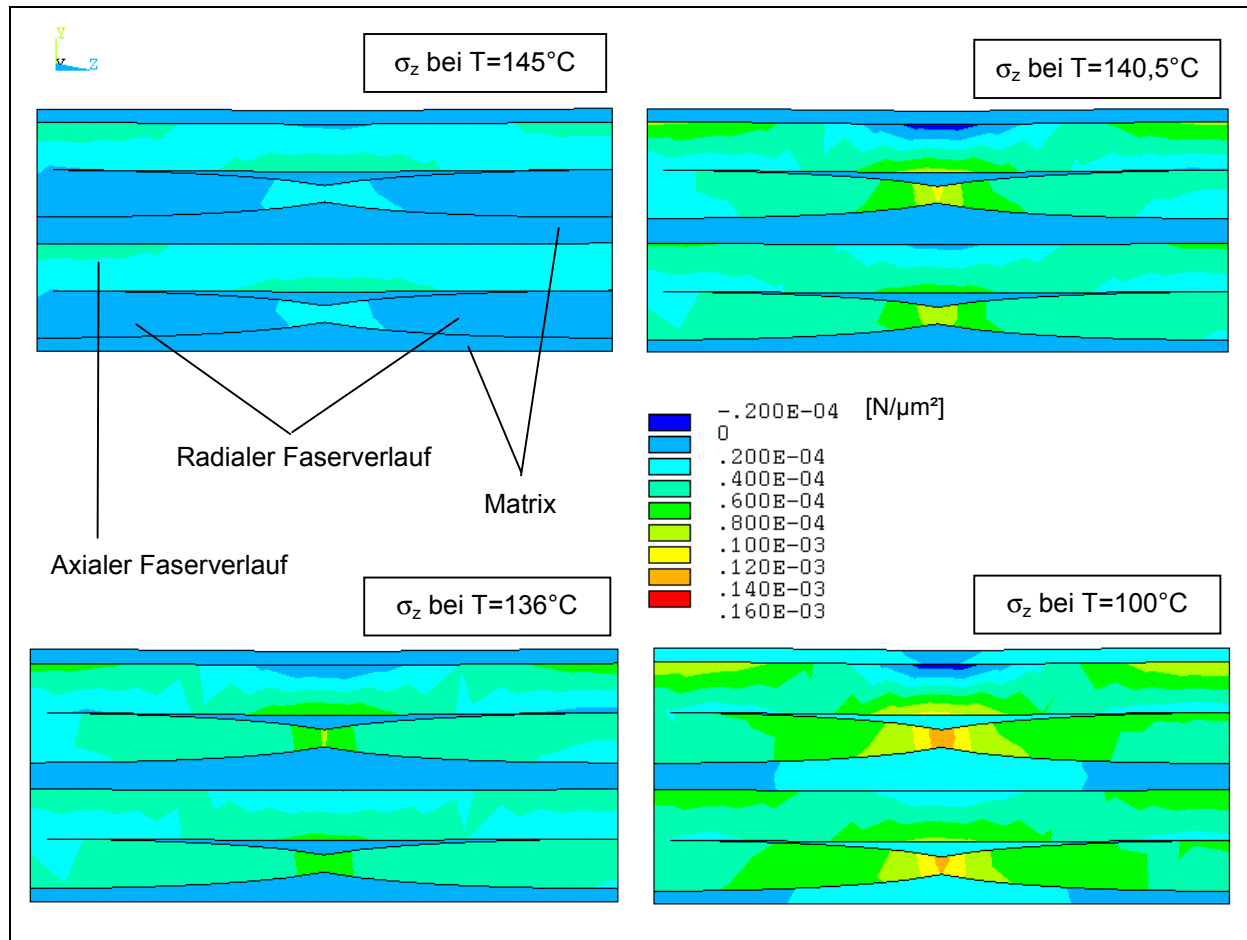 y
z
σz bei T=145°C
σz bei T=140,5°C
Radialer Faserverlauf
Matrix
Axialer Faserverlauf
-.200E-04 [N/µm²]
0
.200E-04
.400E-04
.600E-04
.800E-04
.100E-03
.120E-03
.140E-03
.160E-03
σz bei T=136°C
σz bei T=100°C